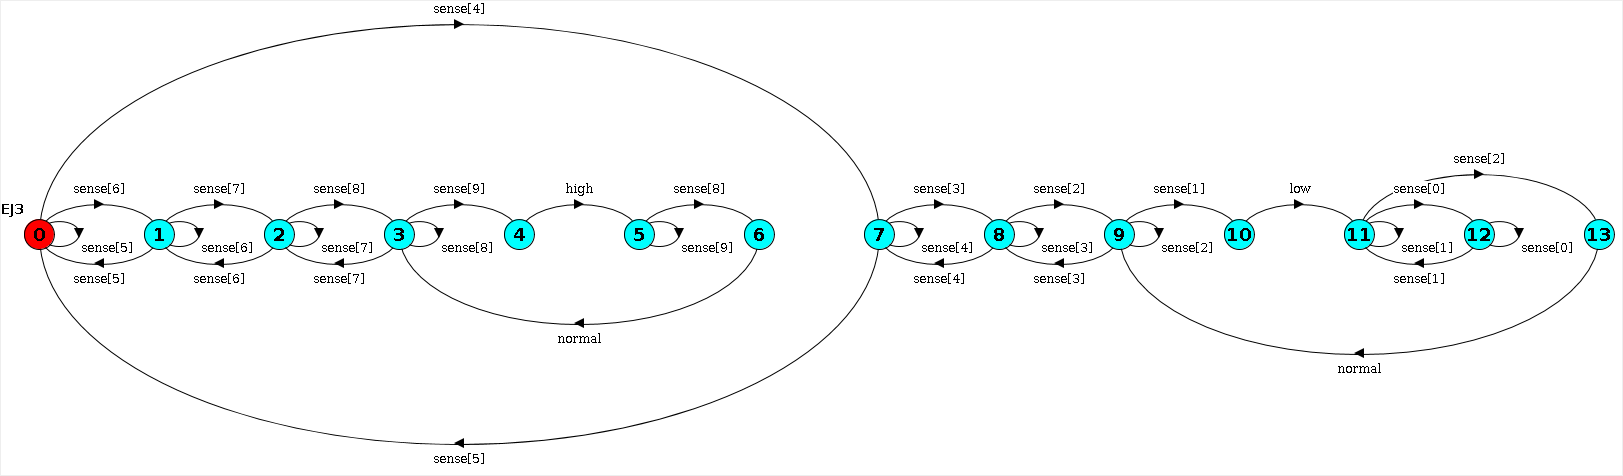 sense[4]
sense[6]
sense[7]
sense[8]
sense[9]
high
sense[8]
sense[3]
sense[2]
sense[1]
low
sense[0]
sense[2]
EJ3
0
1
2
3
4
5
6
7
8
9
10
11
12
13
sense[5]
sense[6]
sense[7]
sense[8]
sense[9]
sense[4]
sense[3]
sense[2]
sense[1]
sense[0]
sense[5]
sense[6]
sense[7]
sense[4]
sense[3]
sense[1]
normal
normal
sense[5]